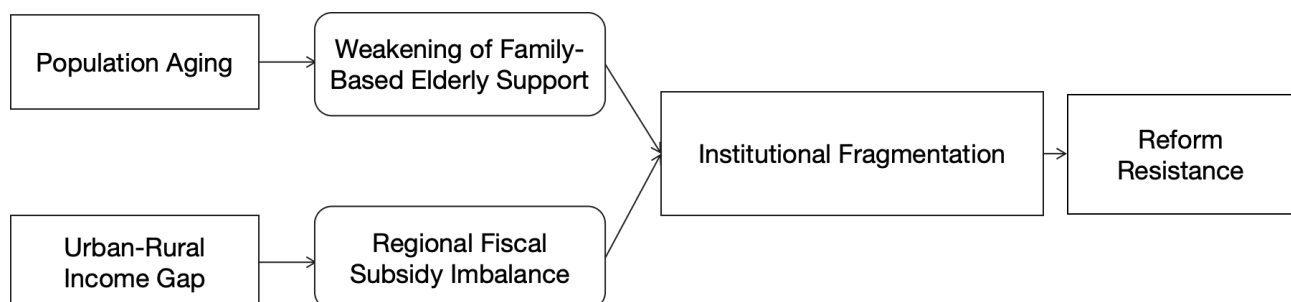 Population Aging
Weakening of Family-
Based Elderly Support
Urban-Rural
Income Gap
Regional Fiscal
Subsidy Imbalance
Institutional Fragmentation
Reform
Resistance